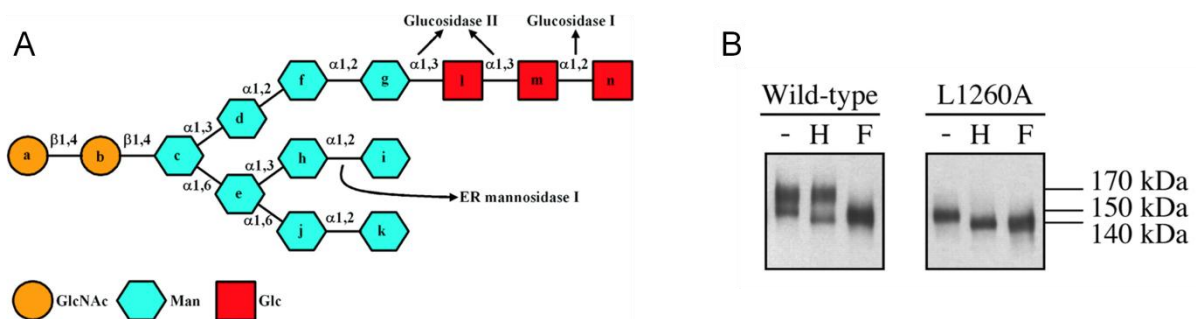 A
Glucosidase II
Glucosidase I
α1,2
α1,3
α1,3
α1,2
f
g
l
m
n
α1,2
d
β1,4
β1,4
α1,3
a
b
c
α1,2
h
i
α1,3
α1,6
e
ER mannosidase I
α1,6
α1,2
j
k
GlcNAc
Man
Glc
B
Wild-type
L1260A
- H F
- H F
170 kDa
150 kDa
140 kDa